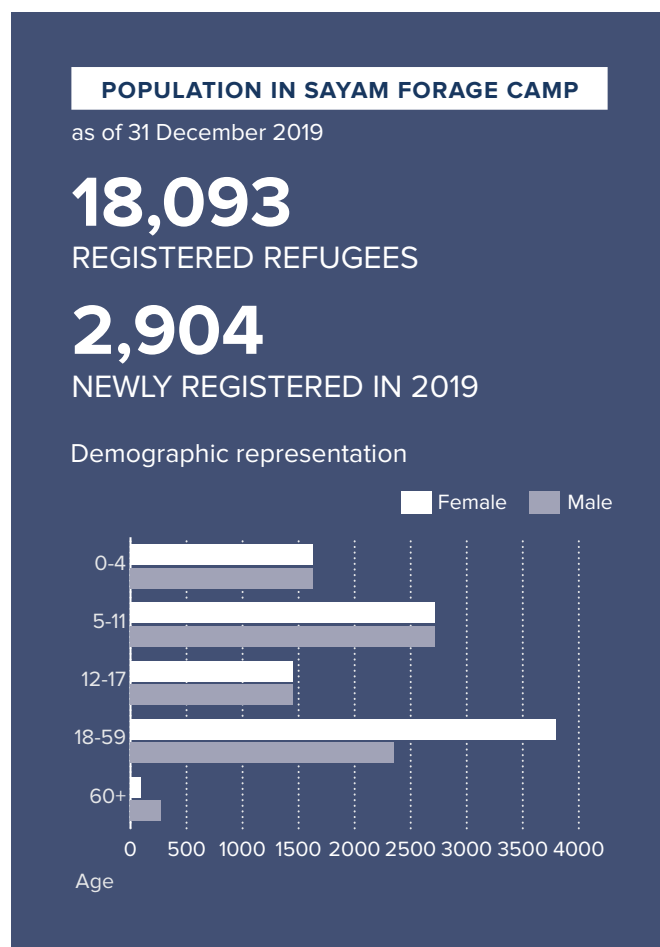 POPULATION IN SAYAM FORAGE CAMP
as of 31 December 2019
18,093
REGISTERED REFUGEES
2,904
NEWLY REGISTERED IN 2019
Demographic representation
Female Male
0-4
5-11
12-17
18-59
60+
0 500 1000 1500 2000 2500 3000 3500 4000
Age